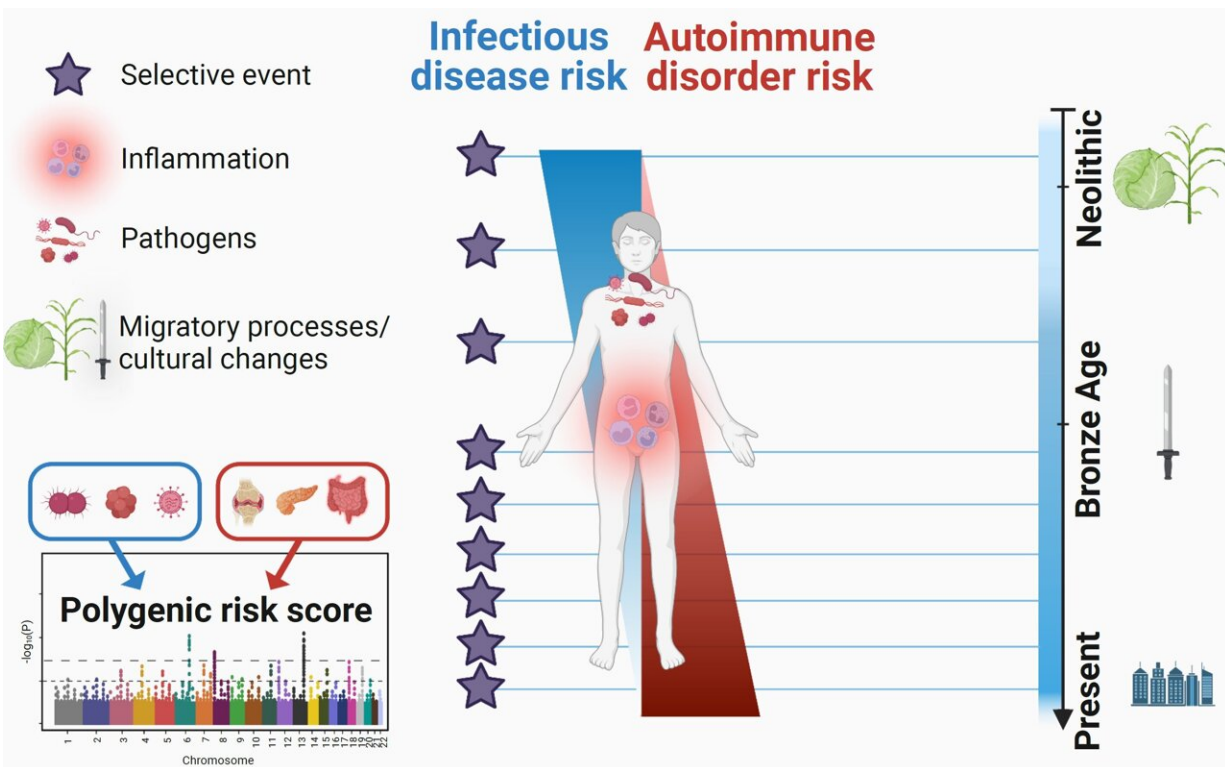 Infectious
disease risk
Autoimmune
disorder risk
Selective event
Inflammation
Pathogens
Migratory processes/
cultural changes
Neolithic
Bronze Age
Present
Polygenic risk score
-log₁₀(P)
1 2 3 4 5 6 7 8 9 10 11 12 13 14 15 16 17 18 19 20 21 22
Chromosome